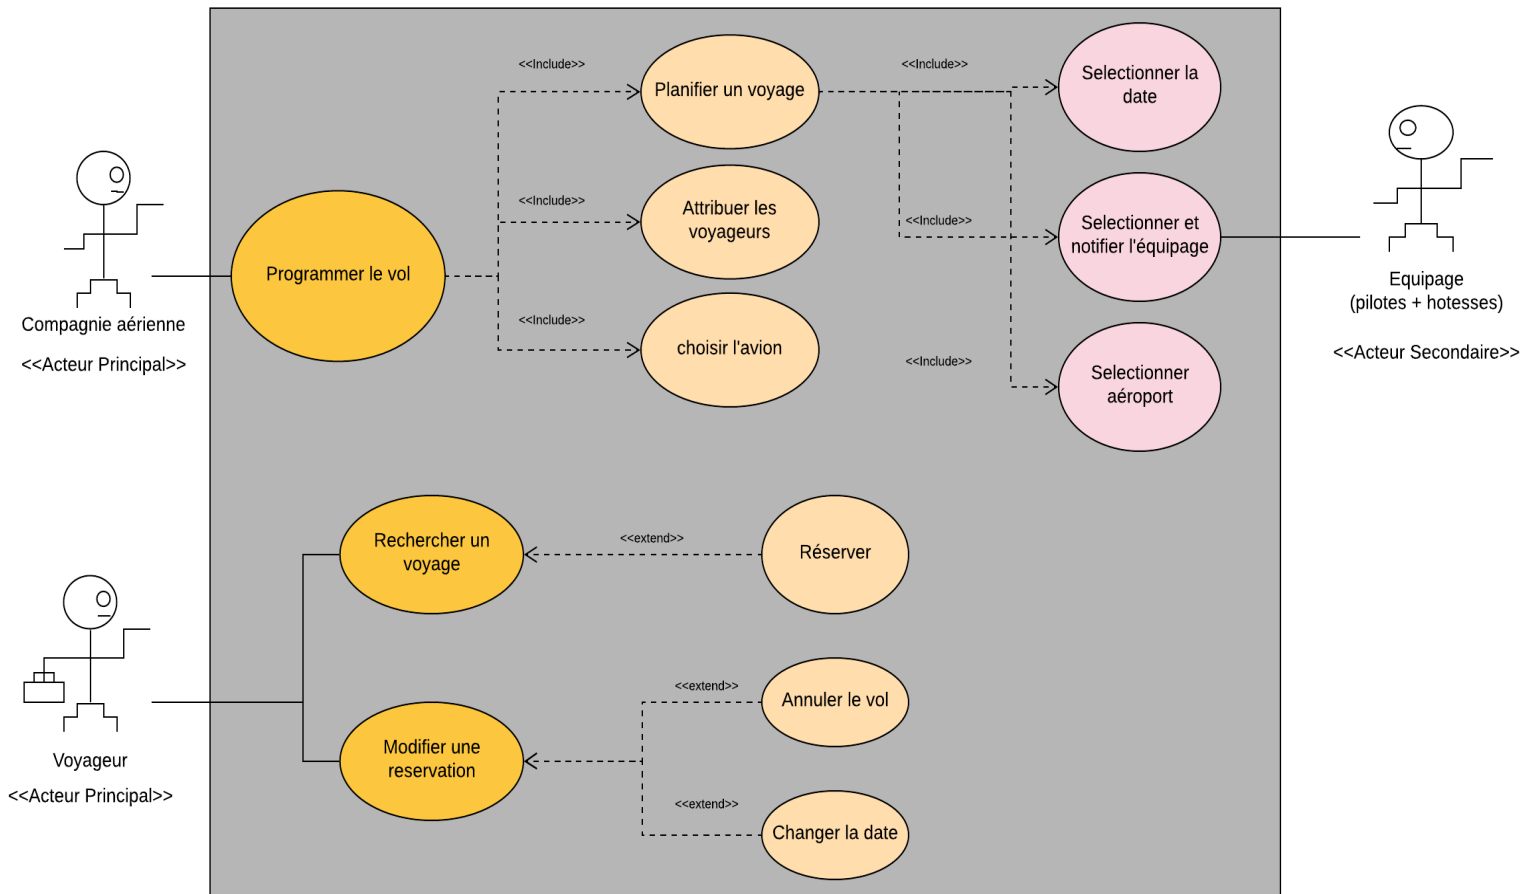 <<Include>>
Planifier un voyage
<<Include>>
Selectionner la
date
<<Include>>
Attribuer les
voyageurs
<<Include>>
Selectionner et
notifier l'équipage
Programmer le vol
<<Include>>
choisir l'avion
<<Include>>
Selectionner
aéroport
Compagnie aérienne
<<Acteur Principal>>
Equipage
(pilotes + hotesses)
<<Acteur Secondaire>>
Rechercher un
voyage
<<extend>>
Réserver
Modifier une
reservation
<<extend>>
Annuler le vol
<<extend>>
Changer la date
Voyageur
<<Acteur Principal>>